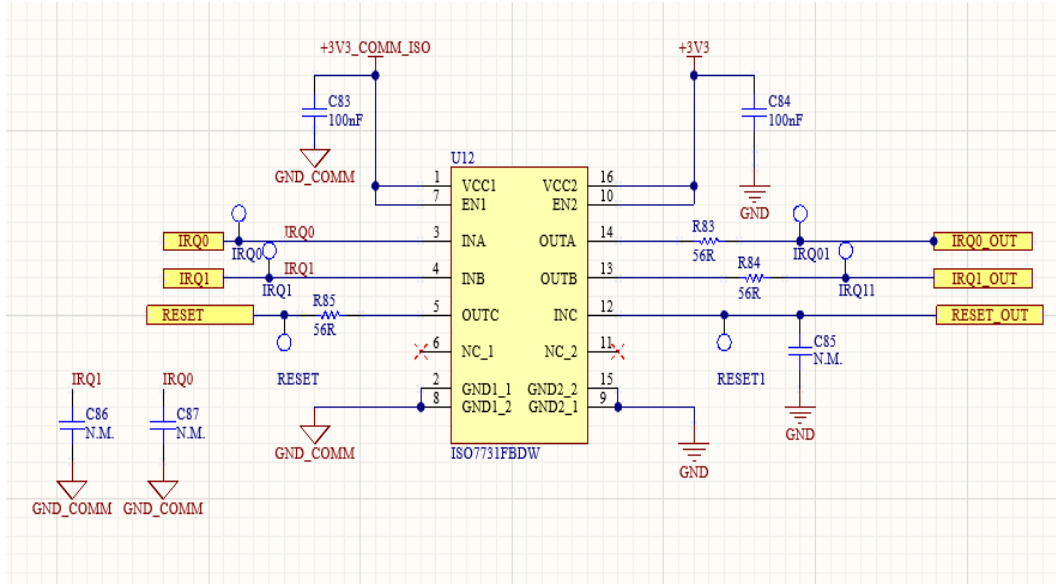 +3V3_COMM_ISO
+3V3
C83
100nF
C84
100nF
GND_COMM
GND
U12
1
VCC1
VCC2
16
7
EN1
EN2
10
IRQ0
IRQ0
IRQ0
3
INA
OUTA
14
R83
56R
IRQ01
IRQ0_OUT
IRQ1
IRQ1
IRQ1
4
INB
OUTB
13
R84
56R
IRQ11
IRQ1_OUT
RESET
R85
56R
5
OUTC
INC
12
RESET_OUT
RESET
6
NC_1
NC_2
11
RESET1
C85
N.M.
GND
2
GND1_1
GND2_2
15
8
GND1_2
GND2_1
9
GND_COMM
GND
ISO7731FBDW
IRQ1
C86
N.M.
GND_COMM
IRQ0
C87
N.M.
GND_COMM